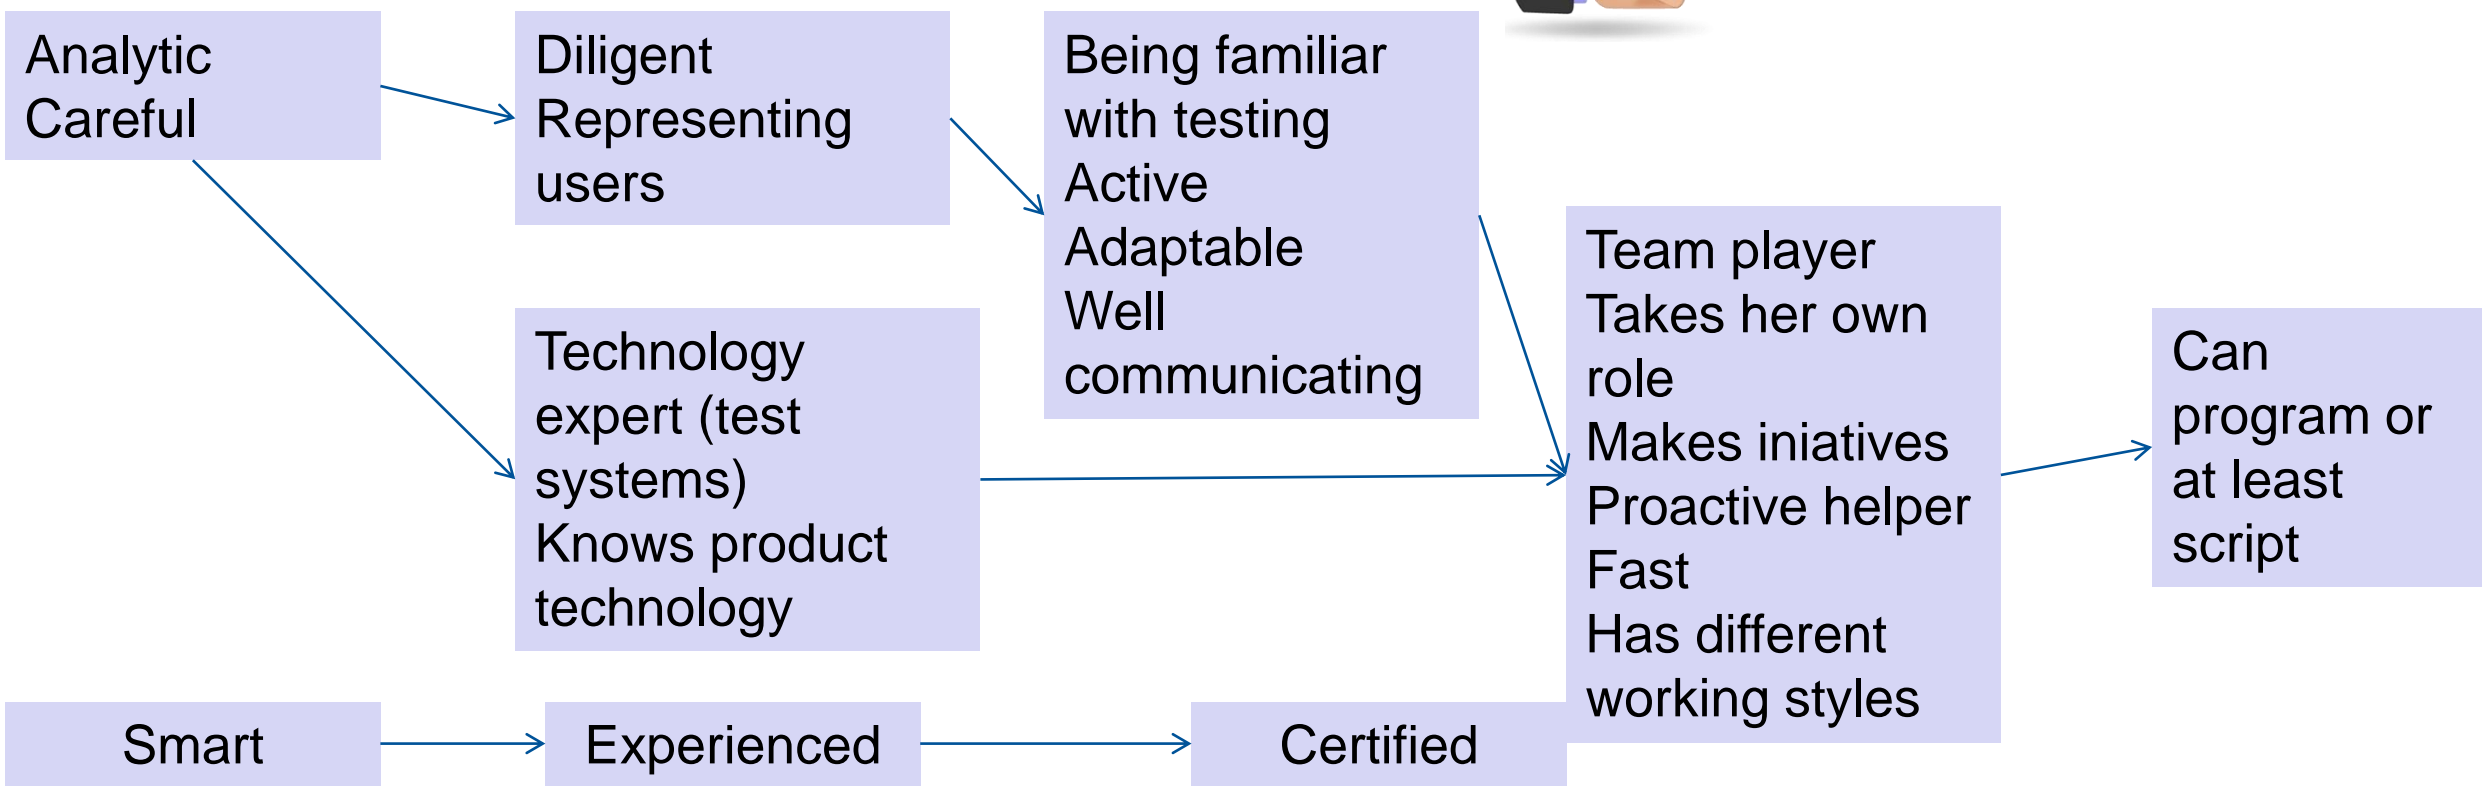 Analytic
Careful
Diligent
Representing
users
Being familiar
with testing
Active
Adaptable
Well
communicating
Technology
expert (test
systems)
Knows product
technology
Team player
Takes her own
role
Makes iniatives
Proactive helper
Fast
Has different
working styles
Can
program or
at least
script
Smart
Experienced
Certified